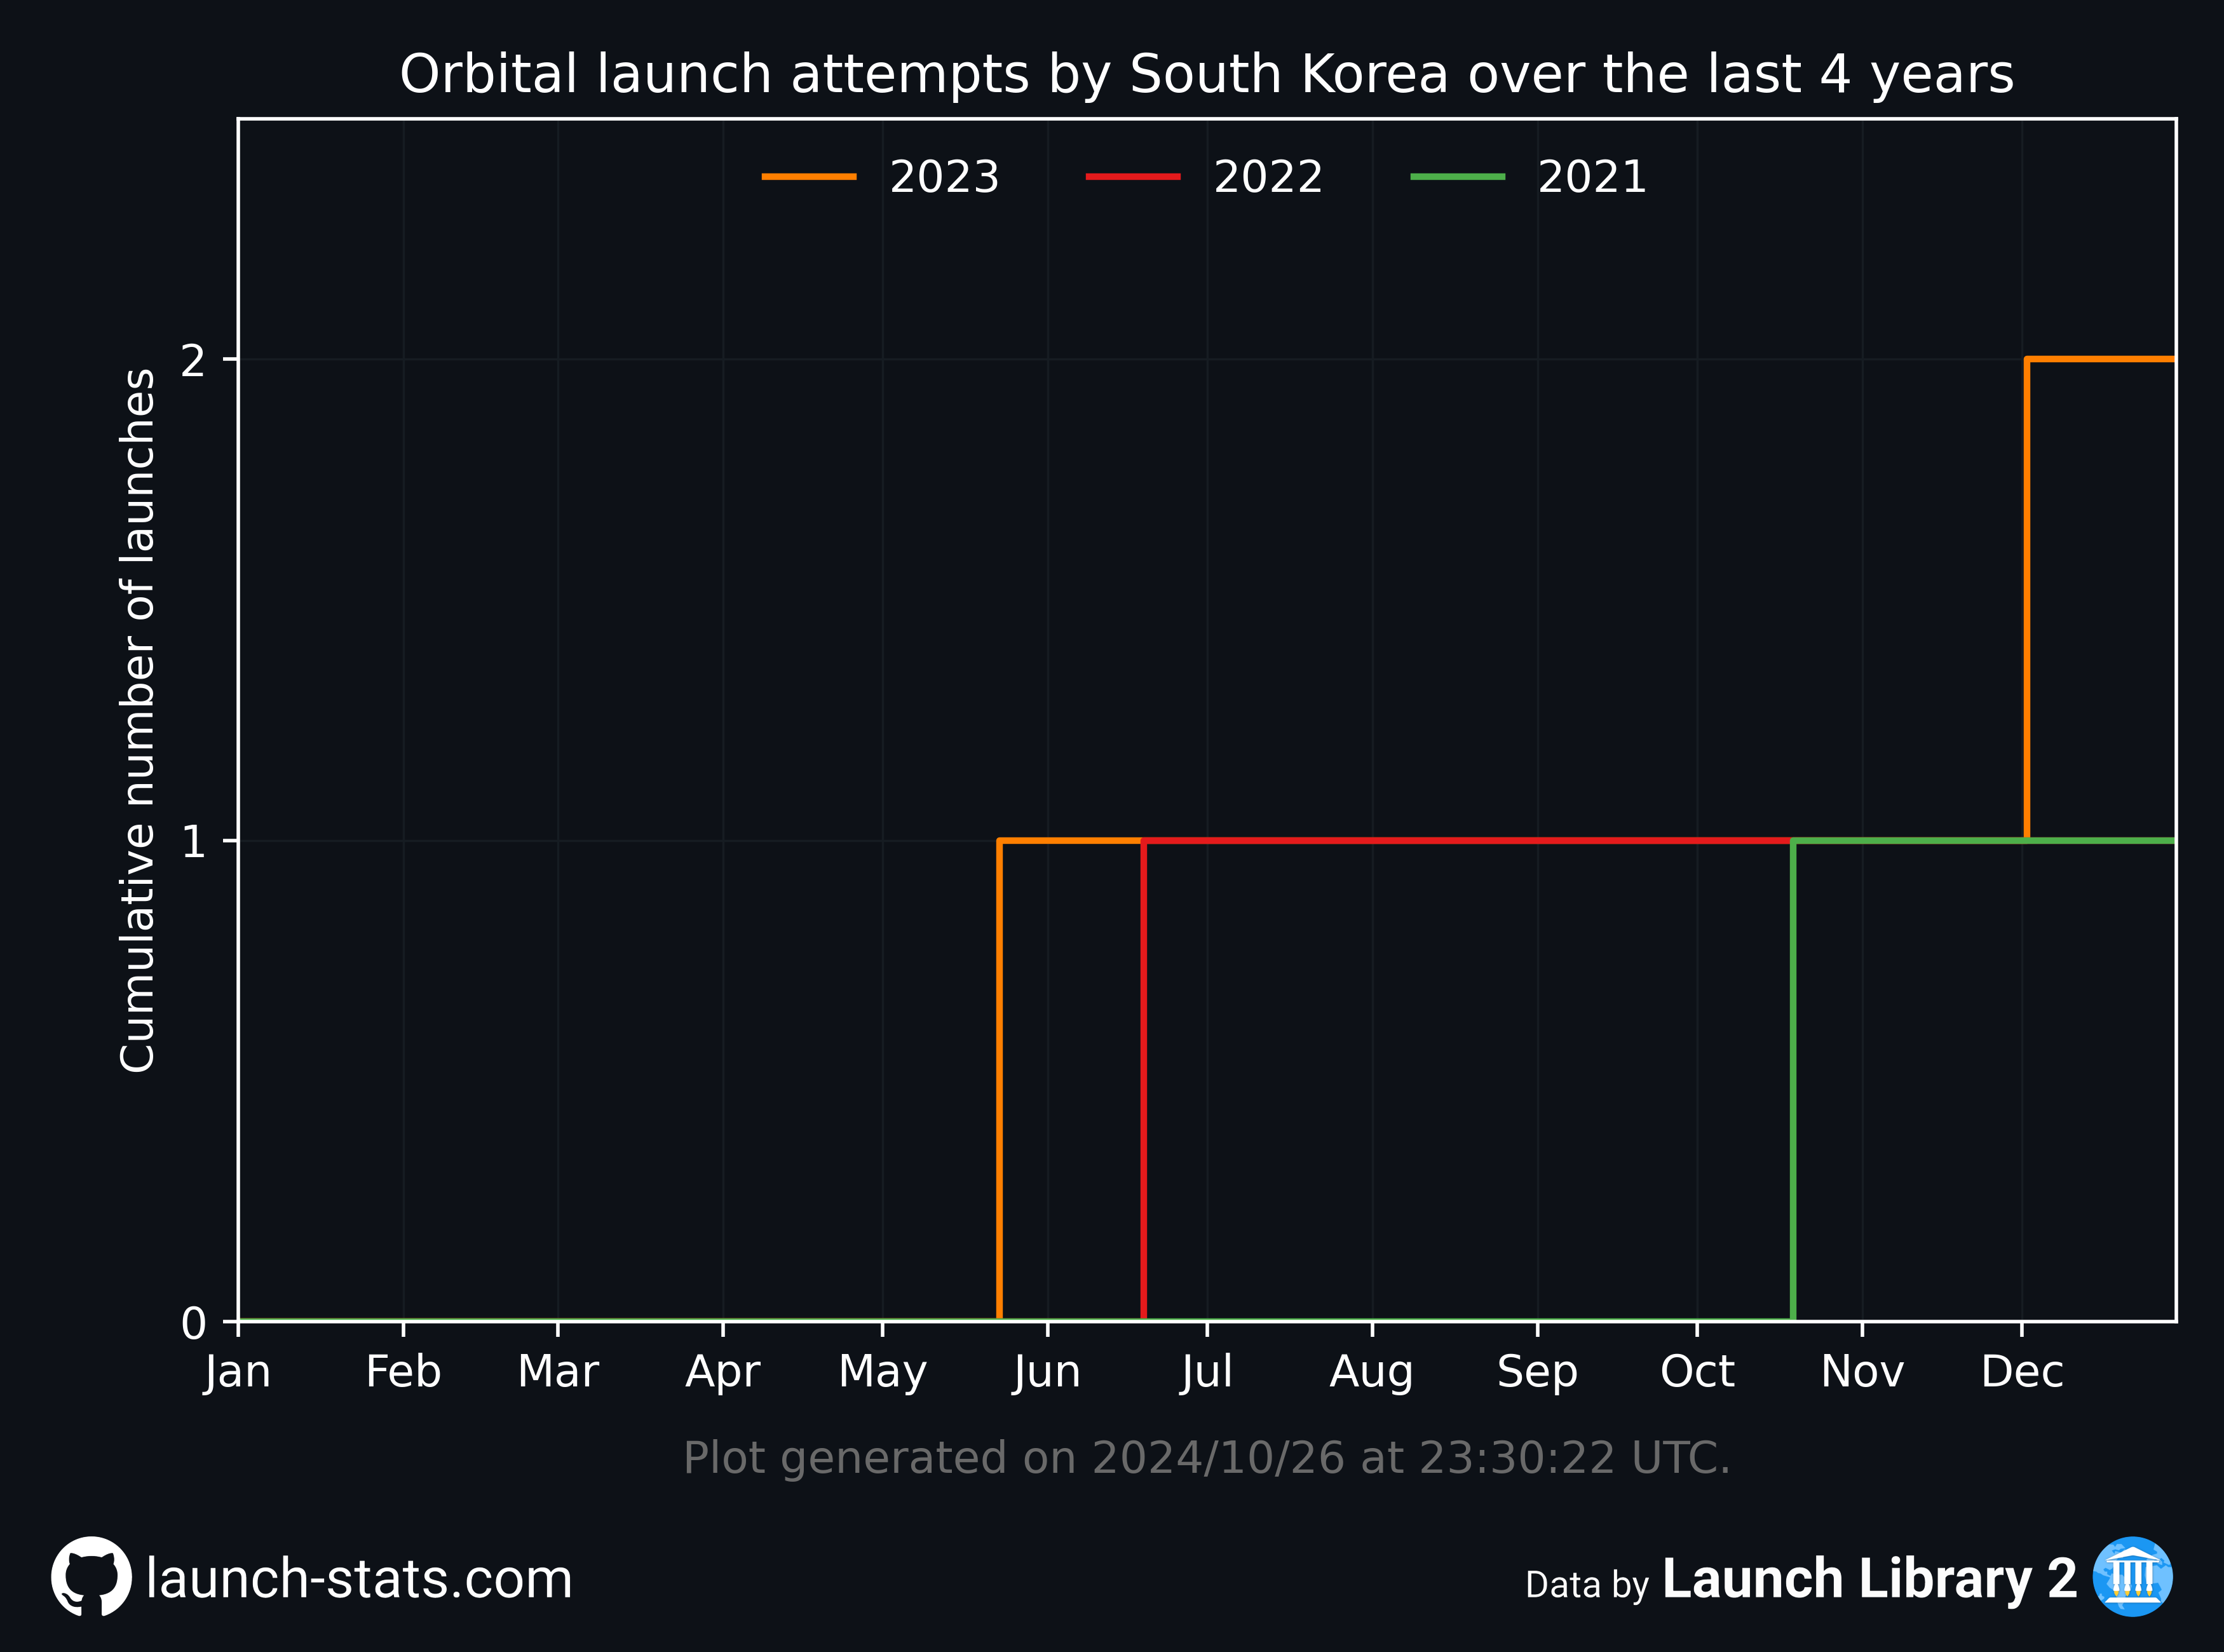 Orbital launch attempts by South Korea over the last 4 years
2023 2022 2021
Cumulative number of launches
2
1
0
Jan Feb Mar Apr May Jun Jul Aug Sep Oct Nov Dec
Plot generated on 2024/10/26 at 23:30:22 UTC.
launch-stats.com
Data by Launch Library 2